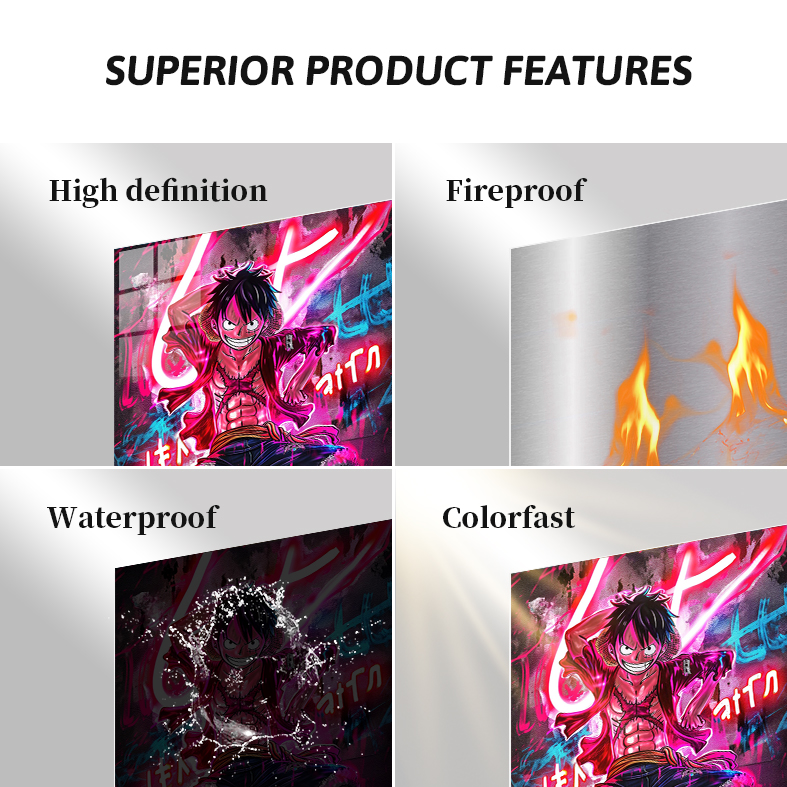 SUPERIOR PRODUCT FEATURES
High definition
Fireproof
Waterproof
Colorfast